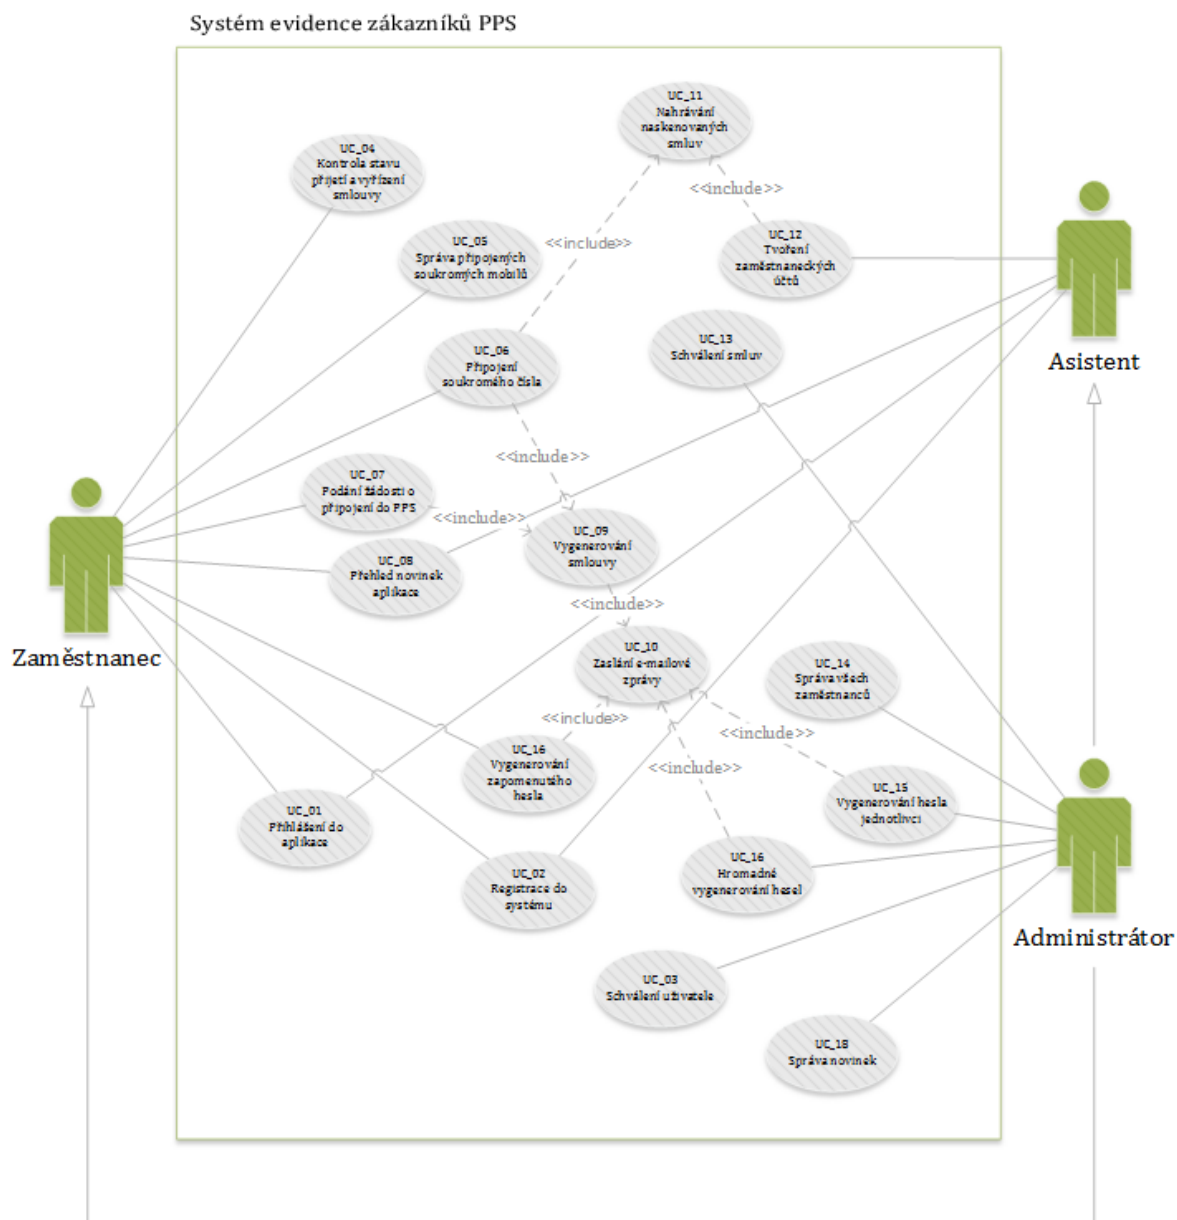 Systém evidence zákazníků PPS
UC_11
Nahrávání
naskenovaných
smluv
UC_04
Kontrola stavu
přijetí a vyřízení
smlouvy
<<include>>
UC_05
Správa připojených
soukromých mobilů
<<include>>
UC_12
Tvoření
zaměstnaneckých
účtů
UC_13
Schválení smluv
UC_06
Připojení
soukromého čísla
Asistent
<<include>>
UC_07
Podání žádosti o
připojení do PPS
<<include>>
UC_09
Vygenerování
smlouvy
UC_08
Přehled novinek
aplikace
<<include>>
Zaměstnanec
UC_10
Zaslání e-mailové
zprávy
UC_14
Správa všech
zaměstnanců
<<include>>
<<include>>
<<include>>
UC_16
Vygenerování
zapomenutého
hesla
UC_15
Vygenerování hesla
jednotlivci
UC_01
Přihlášení do
aplikace
UC_16
Hromadné
vygenerování hesel
UC_02
Registrace do
systému
Administrátor
UC_03
Schválení uživatele
UC_18
Správa novinek